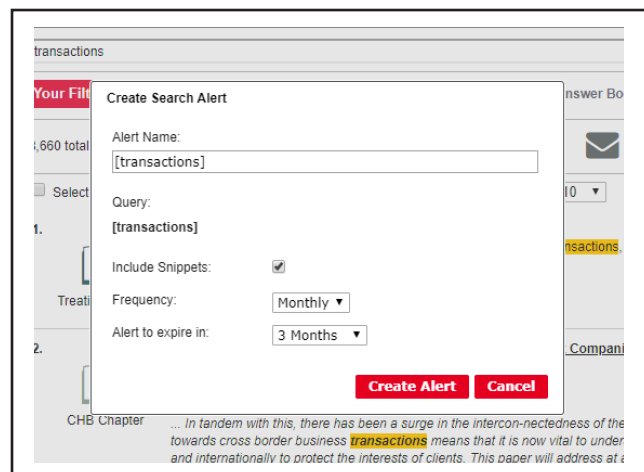 transactions
Your Filt
Create Search Alert
nswer Bo
Alert Name:
,660 total
[transactions]
Select
Query:
10
[transactions]
1.
nsactions,
Include Snippets:
Treati
Frequency:
Monthly
Alert to expire in:
3 Months
2.
Compani
Create Alert
Cancel
CHB Chapter
... In tandem with this, there has been a surge in the intercon-nectedness of the
towards cross border business transactions means that it is now vital to under
and internationally to protect the interests of clients. This paper will address at a